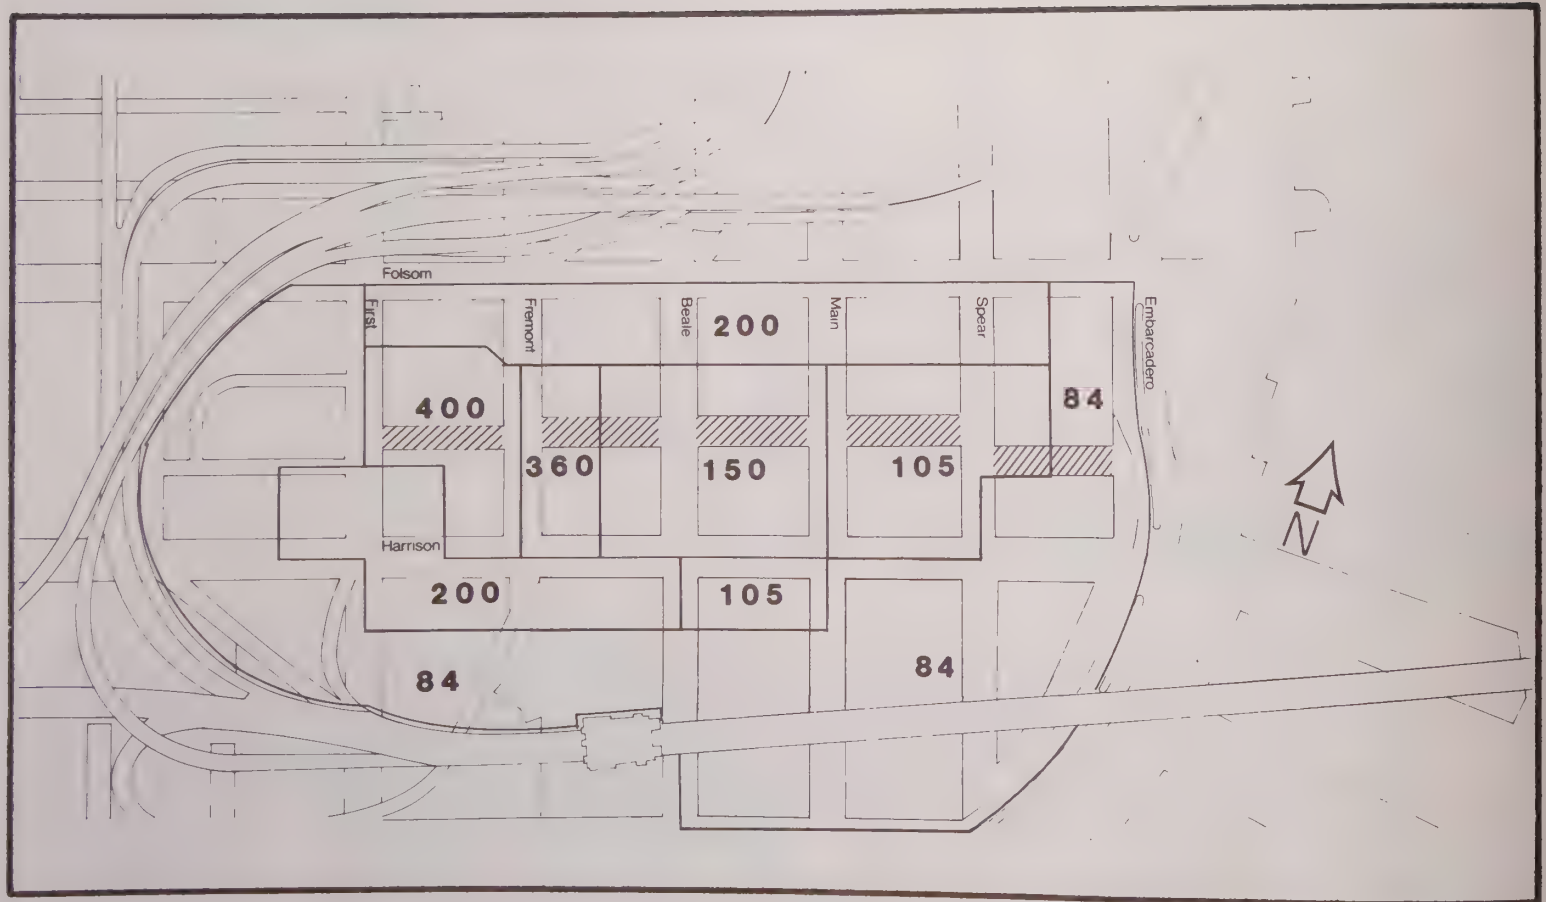 Folsom
First
Fremont
Beale
200
Main
Spear
Embarcadero
400
84
360
150
105
Harrison
200
105
84
84
N